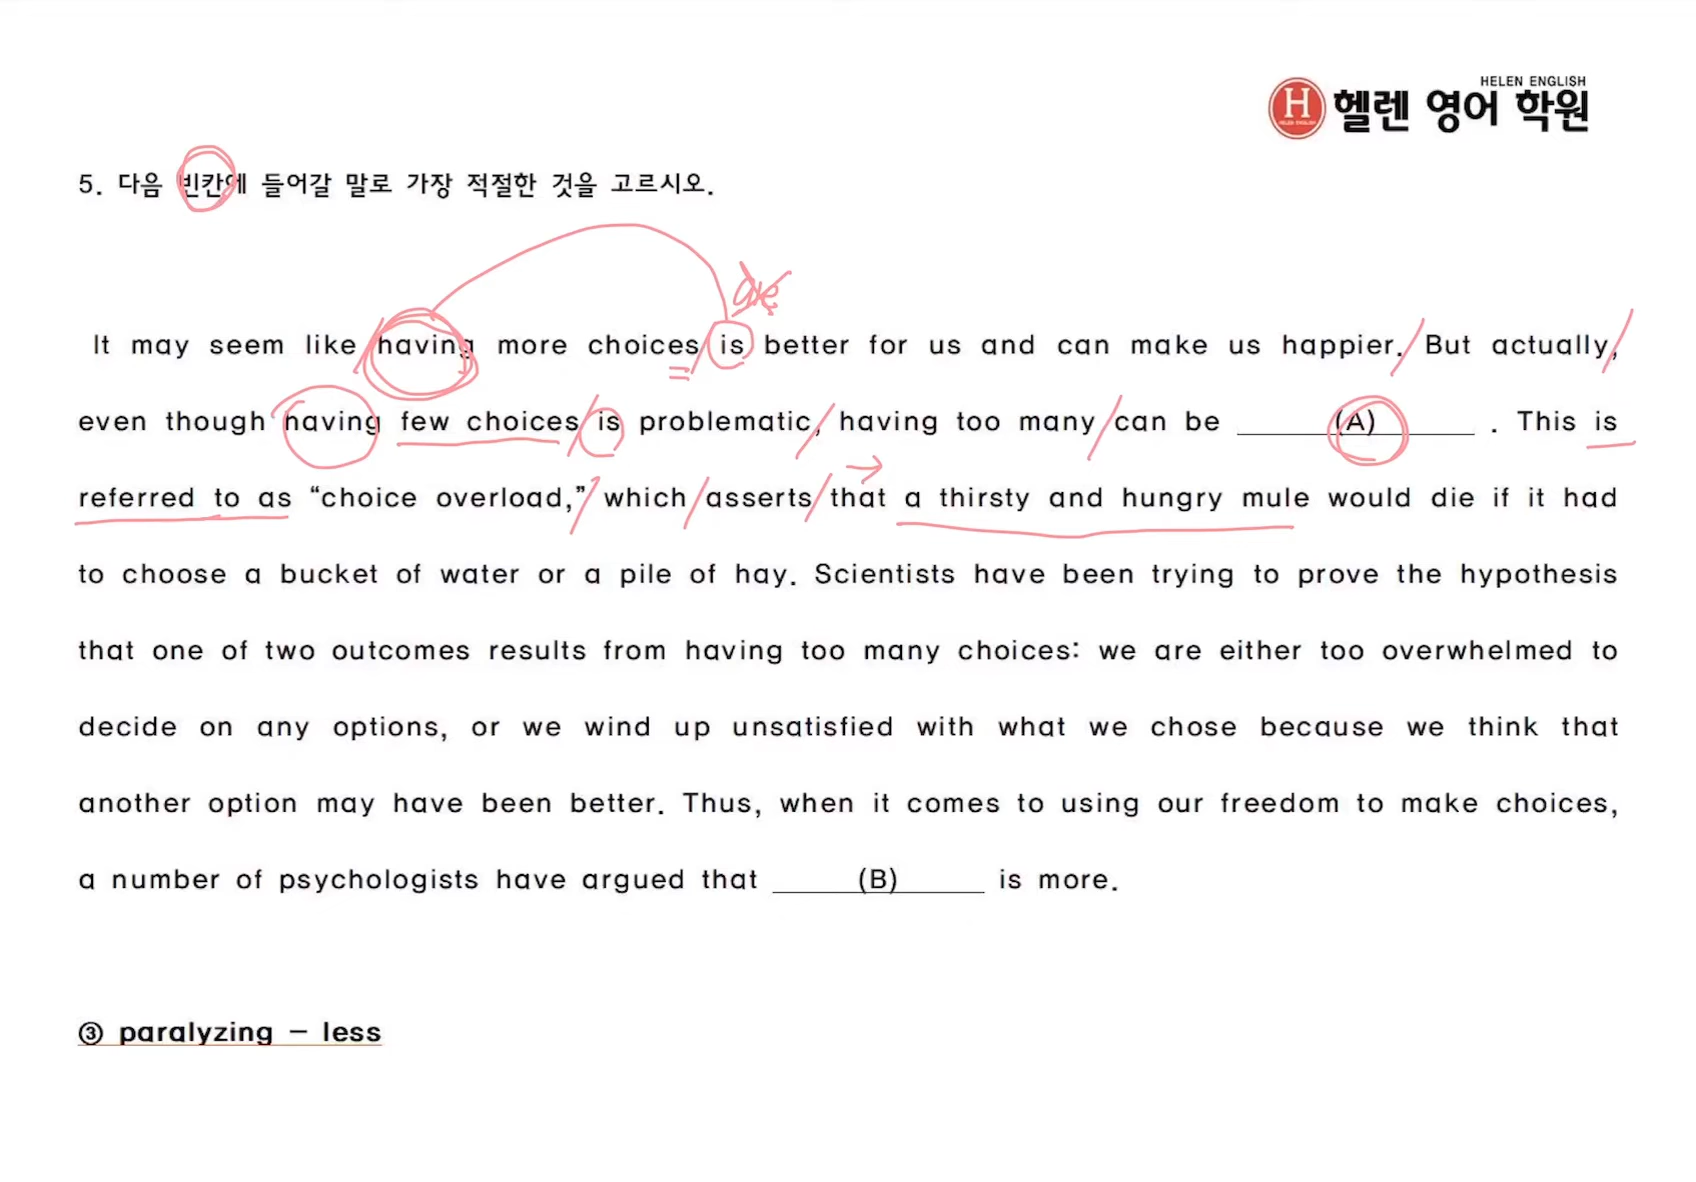 HELEN ENGLISH
H 헬렌 영어 학원
HELEN ENGLISH
5. 다음 빈칸에 들어갈 말로 가장 적절한 것을 고르시오.
are
It may seem like having more choices is better for us and can make us happier. But actually,
even though having few choices is problematic, having too many can be (A) . This is
referred to as “choice overload,” which asserts that a thirsty and hungry mule would die if it had
to choose a bucket of water or a pile of hay. Scientists have been trying to prove the hypothesis
that one of two outcomes results from having too many choices: we are either too overwhelmed to
decide on any options, or we wind up unsatisfied with what we chose because we think that
another option may have been better. Thus, when it comes to using our freedom to make choices,
a number of psychologists have argued that (B) is more.
③ paralyzing – less